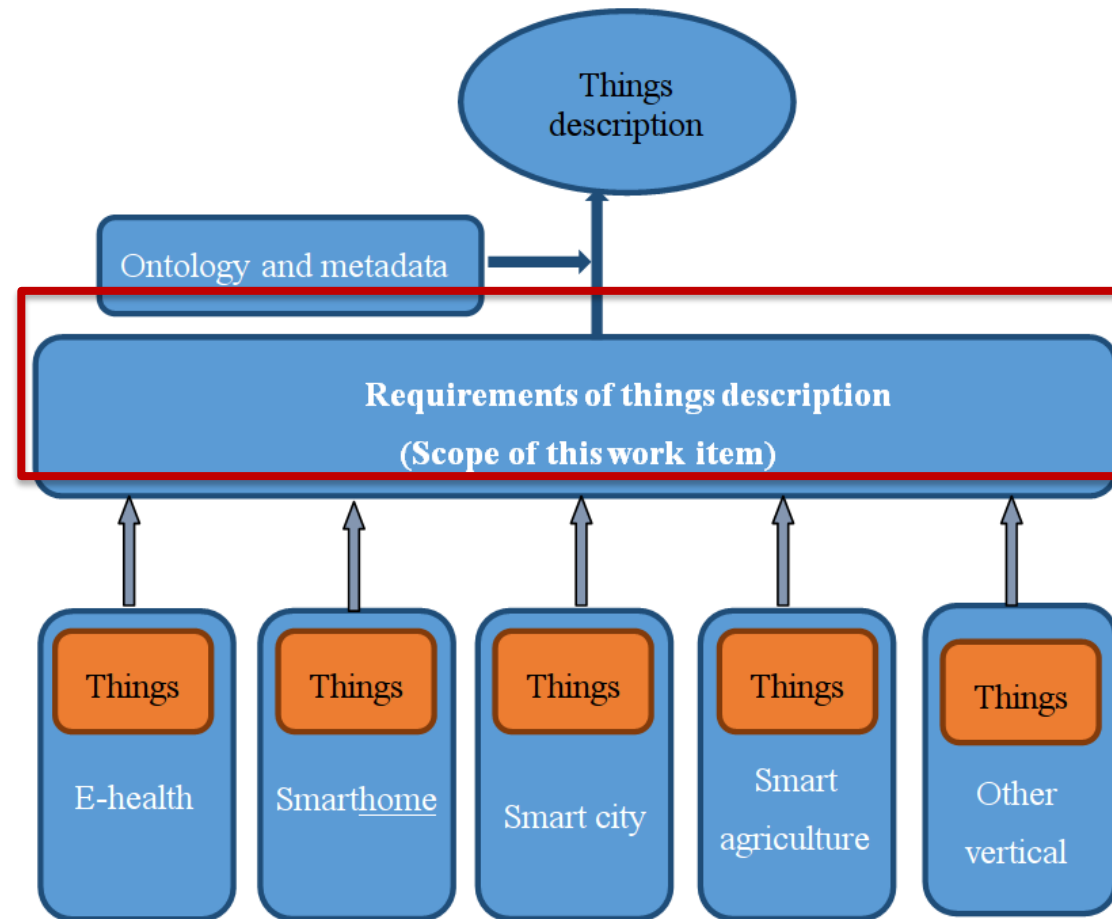 Things
description
Ontology and metadata
Requirements of things description
(Scope of this work item)
Things
Things
Things
Things
Things
E-health
Smarthome
Smart city
Smart
agriculture
Other
vertical